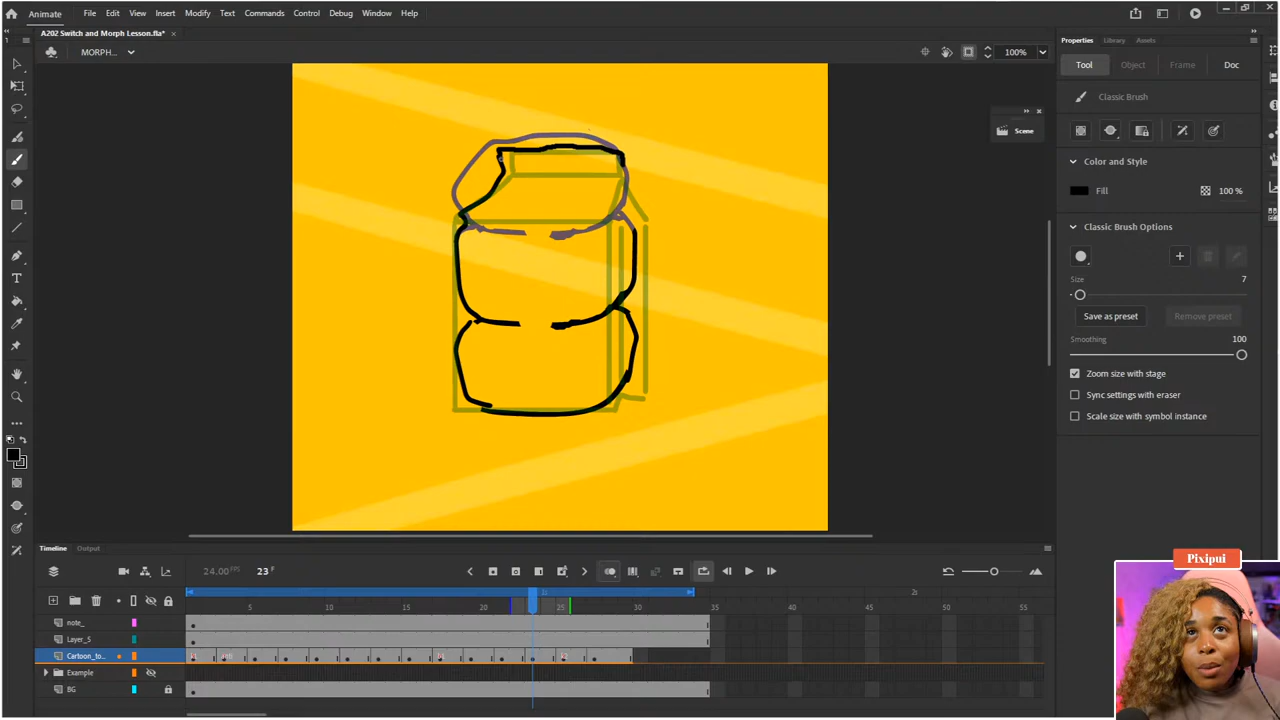 Animate File Edit View Insert Modify Text Commands Control Debug Window Help
A202 Switch and Morph Lesson.fla*
MORPH... 100%
Scene
Properties Library Assets
Tool Object Frame Doc
Classic Brush
Color and Style
Fill 100 %
Classic Brush Options
Size 7
Save as preset Remove preset
Smoothing 100
Zoom size with stage
Sync settings with eraser
Scale size with symbol instance
Timeline Output
24.00 FPS 23 F
1s 2s
5 10 15 20 25 30 35 40 45 50 55
note_
Layer_5
Cartoon_to...
Example
BG
Pixipui